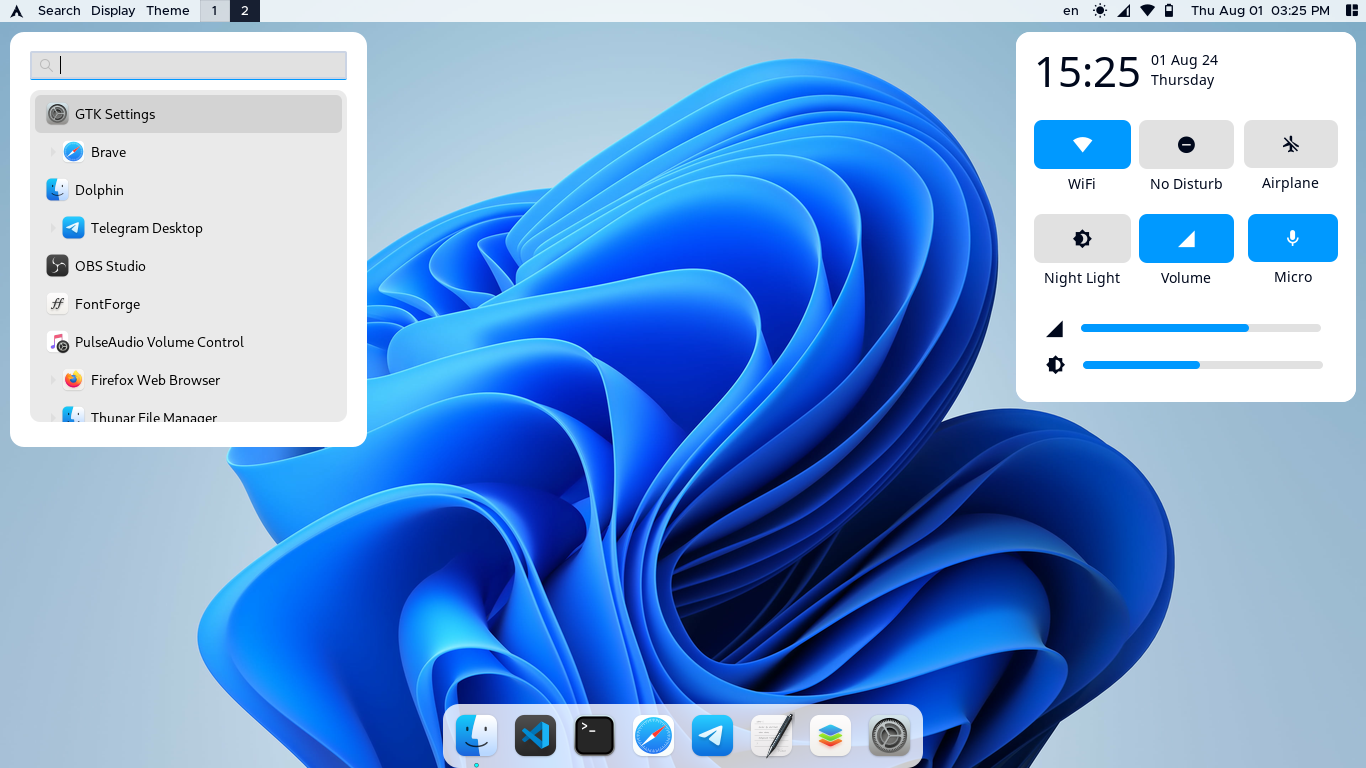 Search Display Theme 1 2
en Thu Aug 01 03:25 PM
GTK Settings
Brave
Dolphin
Telegram Desktop
OBS Studio
FontForge
PulseAudio Volume Control
Firefox Web Browser
Thunar File Manager
15:25
01 Aug 24
Thursday
WiFi No Disturb Airplane
Night Light Volume Micro